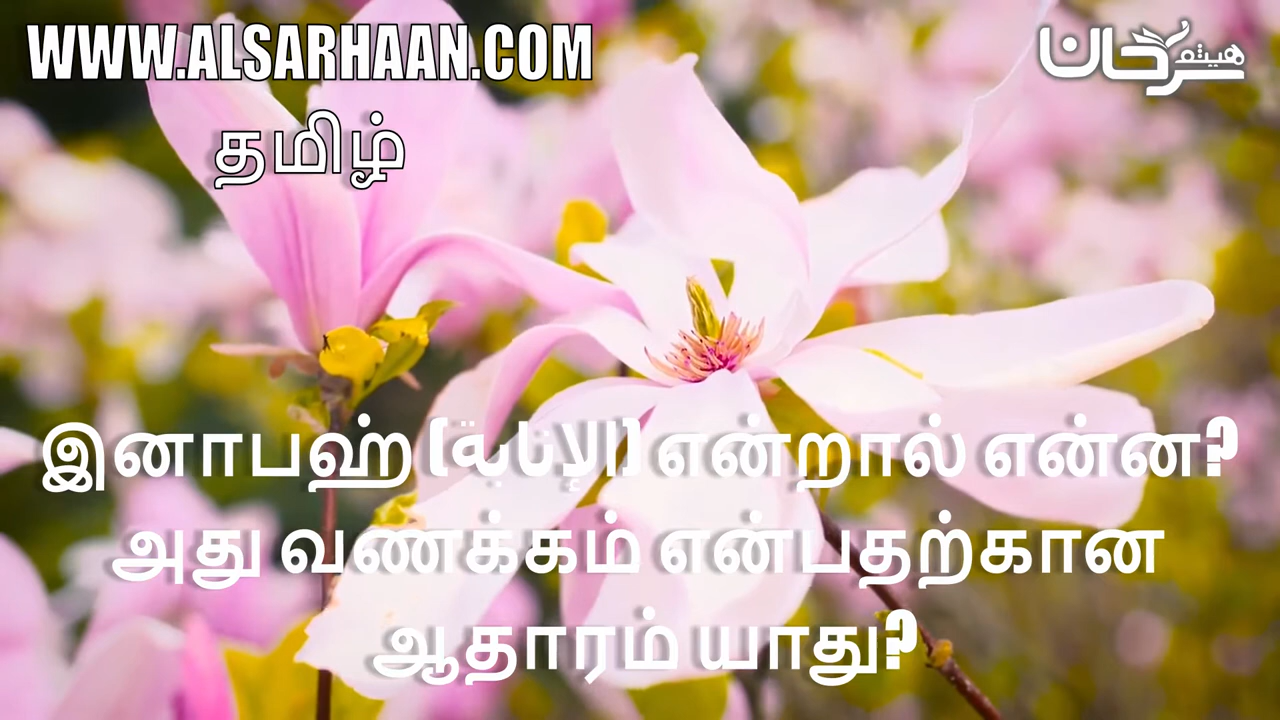 WWW.ALSARHAAN.COM
هيثم سرحان
தமிழ்
இனாபஹ் (الإنابة) என்றால் என்ன?
அது வணக்கம் என்பதற்கான
ஆதாரம் யாது?